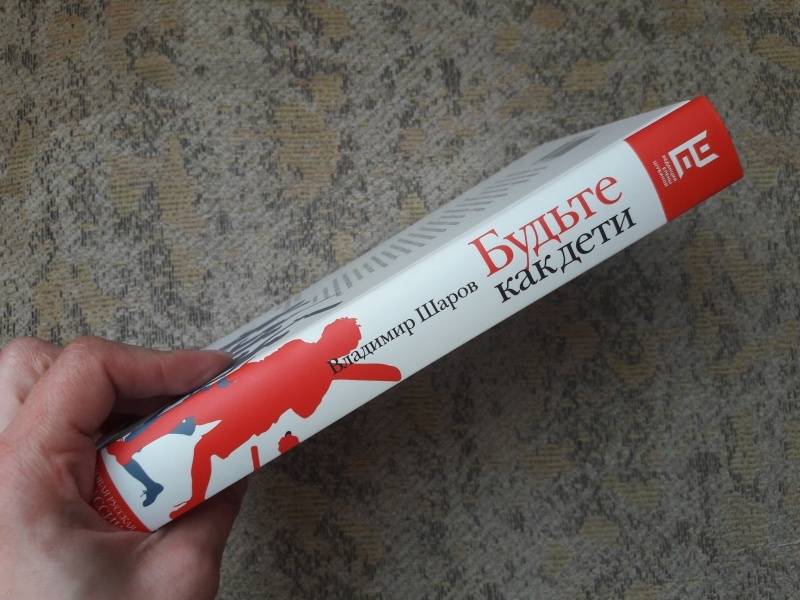 Владимир Шаров
Будьте
как дети